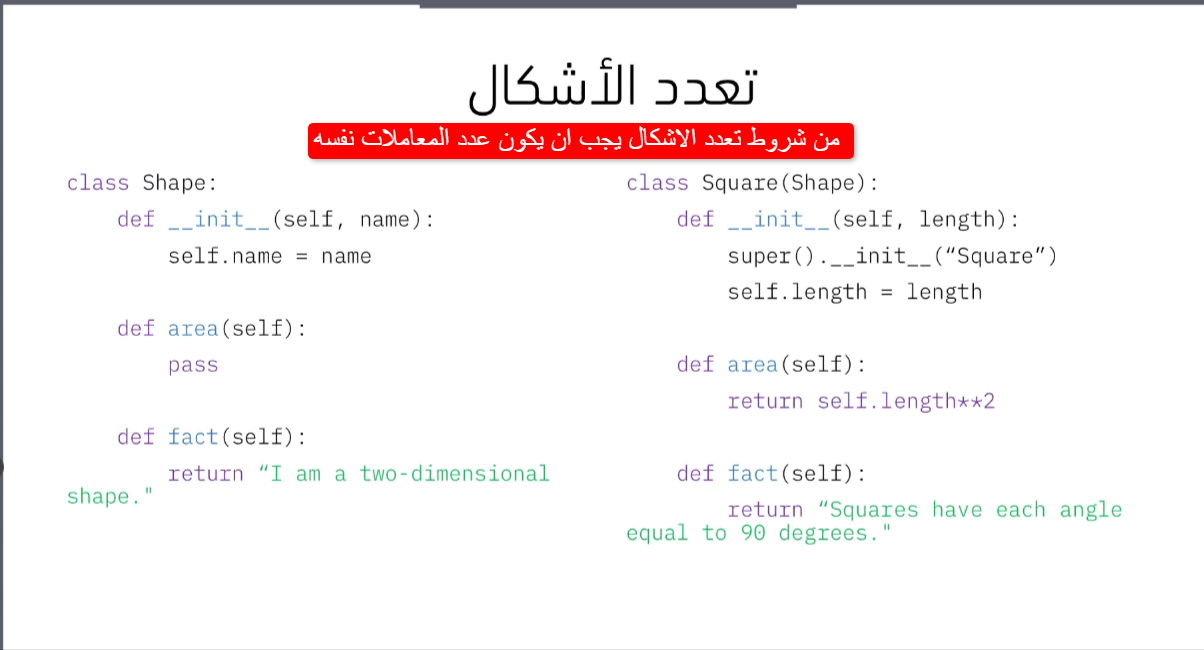 تعدد الأشكال
من شروط تعدد الاشكال يجب ان يكون عدد المعاملات نفسه
class Shape:
    def __init__(self, name):
        self.name = name

    def area(self):
        pass

    def fact(self):
        return “I am a two-dimensional
shape."
class Square(Shape):
    def __init__(self, length):
        super().__init__(“Square”)
        self.length = length

    def area(self):
        return self.length**2

    def fact(self):
        return “Squares have each angle
equal to 90 degrees."